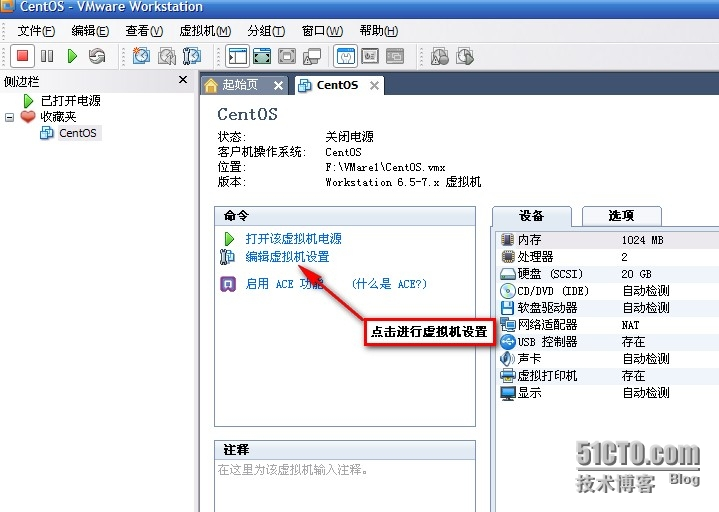 CentOS - VMware Workstation
文件(F) 编辑(E) 查看(V) 虚拟机(M) 分组(T) 窗口(W) 帮助(H)
侧边栏
已打开电源
收藏夹
CentOS
起始页
CentOS
CentOS
状态: 关闭电源
客户机操作系统: CentOS
位置: F:\VMare1\CentOS.vmx
版本: Workstation 6.5-7.x 虚拟机
命令
打开该虚拟机电源
编辑虚拟机设置
启用 ACE 功能 (什么是 ACE?)
点击进行虚拟机设置
注释
在这里为该虚拟机输入注释。
设备 选项
内存 1024 MB
处理器 2
硬盘 (SCSI) 20 GB
CD/DVD (IDE) 自动检测
软盘驱动器 自动检测
网络适配器 NAT
USB 控制器 存在
声卡 自动检测
虚拟打印机 存在
显示 自动检测
51CTO.com
技术博客 Blog